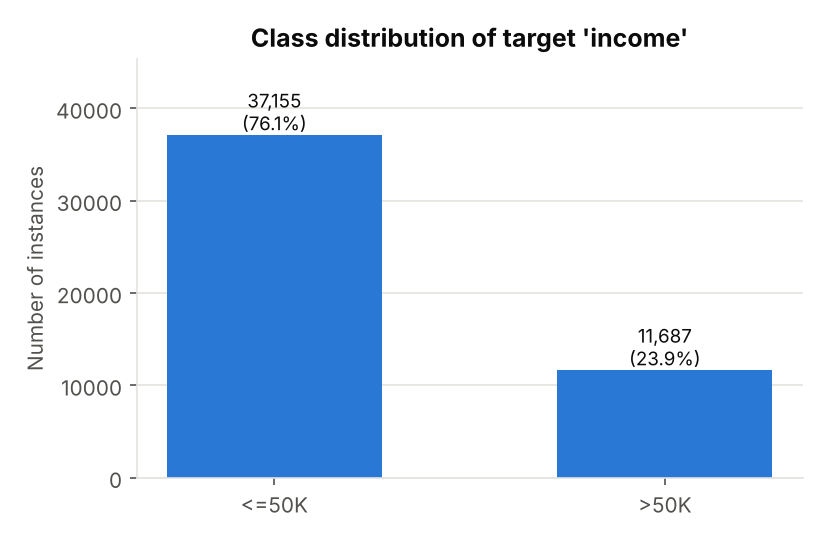 Class distribution of target 'income'
Number of instances
40000
30000
20000
10000
0
37,155
(76.1%)
11,687
(23.9%)
<=50K
>50K